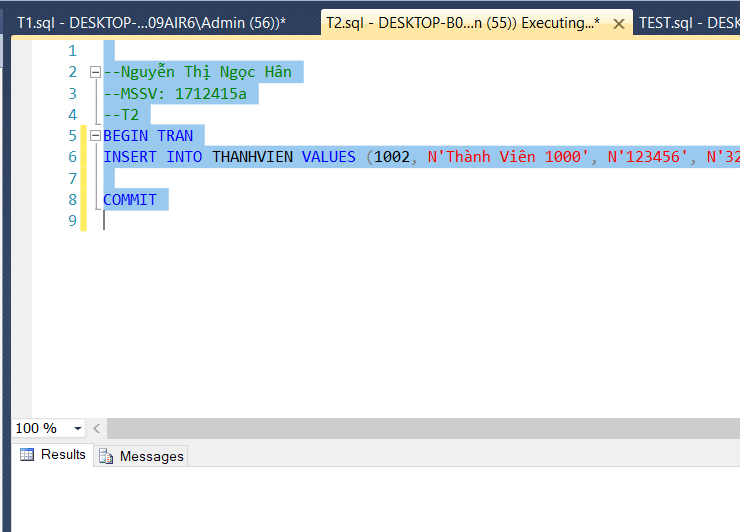 T1.sql - DESKTOP-...09AIR6\Admin (56))* T2.sql - DESKTOP-B0...n (55)) Executing...* TEST.sql - DESK
1
2 --Nguyễn Thị Ngọc Hân
3 --MSSV: 1712415a
4 --T2
5 BEGIN TRAN
6 INSERT INTO THANHVIEN VALUES (1002, N'Thành Viên 1000', N'123456', N'32
7
8 COMMIT
9
100 %
Results Messages